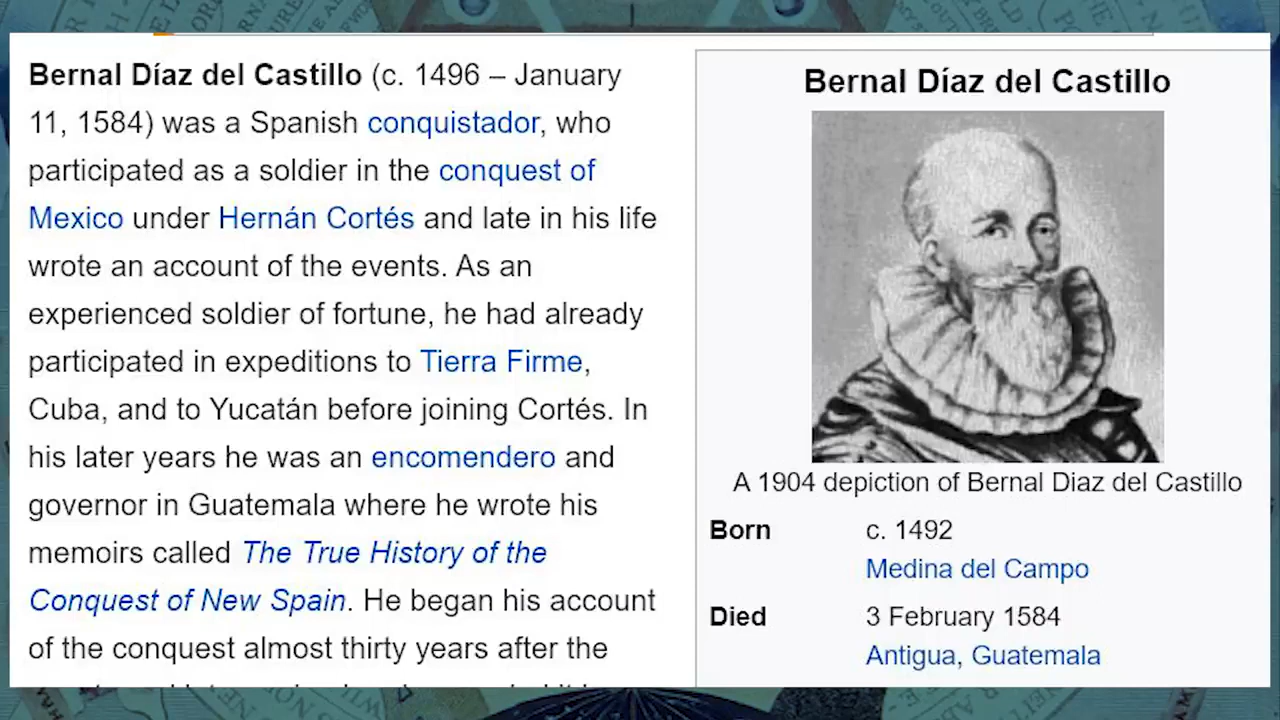 Bernal Díaz del Castillo (c. 1496 – January
11, 1584) was a Spanish conquistador, who
participated as a soldier in the conquest of
Mexico under Hernán Cortés and late in his life
wrote an account of the events. As an
experienced soldier of fortune, he had already
participated in expeditions to Tierra Firme,
Cuba, and to Yucatán before joining Cortés. In
his later years he was an encomendero and
governor in Guatemala where he wrote his
memoirs called The True History of the
Conquest of New Spain. He began his account
of the conquest almost thirty years after the
Bernal Díaz del Castillo
A 1904 depiction of Bernal Diaz del Castillo
Born c. 1492
Medina del Campo
Died 3 February 1584
Antigua, Guatemala